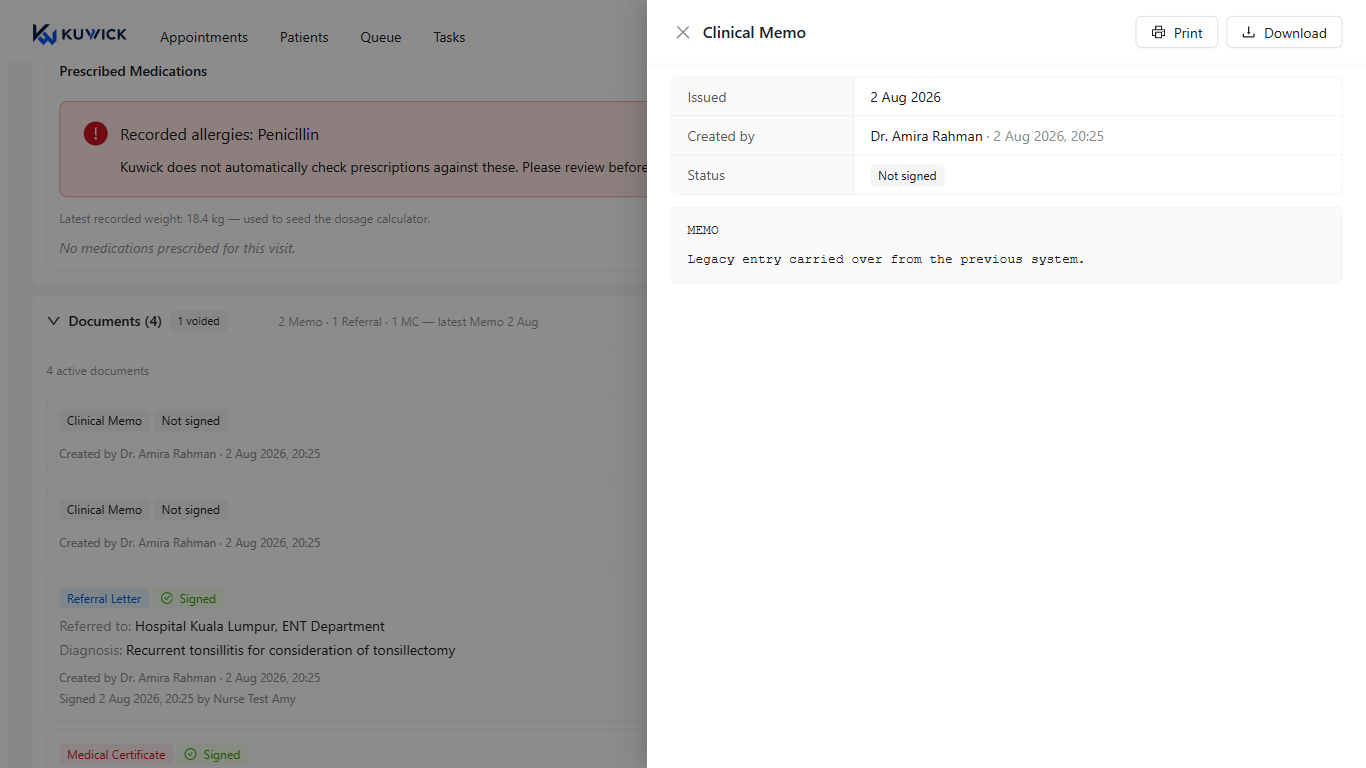 KUWICK
Appointments
Patients
Queue
Tasks
Prescribed Medications
Recorded allergies: Penicillin
Kuwick does not automatically check prescriptions against these. Please review before
Latest recorded weight: 18.4 kg — used to seed the dosage calculator.
No medications prescribed for this visit.
Documents (4) 1 voided 2 Memo · 1 Referral · 1 MC — latest Memo 2 Aug
4 active documents
Clinical Memo Not signed
Created by Dr. Amira Rahman · 2 Aug 2026, 20:25
Clinical Memo Not signed
Created by Dr. Amira Rahman · 2 Aug 2026, 20:25
Referral Letter Signed
Referred to: Hospital Kuala Lumpur, ENT Department
Diagnosis: Recurrent tonsillitis for consideration of tonsillectomy
Created by Dr. Amira Rahman · 2 Aug 2026, 20:25
Signed 2 Aug 2026, 20:25 by Nurse Test Amy
Medical Certificate Signed
Clinical Memo
Print
Download
Issued 2 Aug 2026
Created by Dr. Amira Rahman · 2 Aug 2026, 20:25
Status Not signed
MEMO
Legacy entry carried over from the previous system.